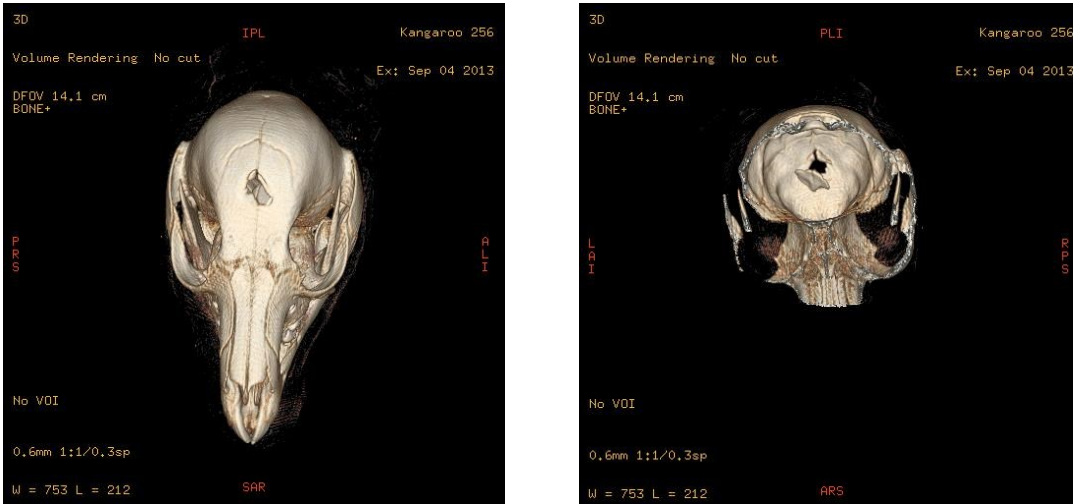 3D
IPL
Kangaroo 256
Volume Rendering No cut
Ex: Sep 04 2013
DFOV 14.1 cm
BONE+
P
R
S
A
L
I
No VOI
0.6mm 1:1/0.3sp
W = 753 L = 212
SAR
3D
PLI
Kangaroo 256
Volume Rendering No cut
Ex: Sep 04 2013
DFOV 14.1 cm
BONE+
L
A
I
R
P
S
No VOI
0.6mm 1:1/0.3sp
W = 753 L = 212
ARS